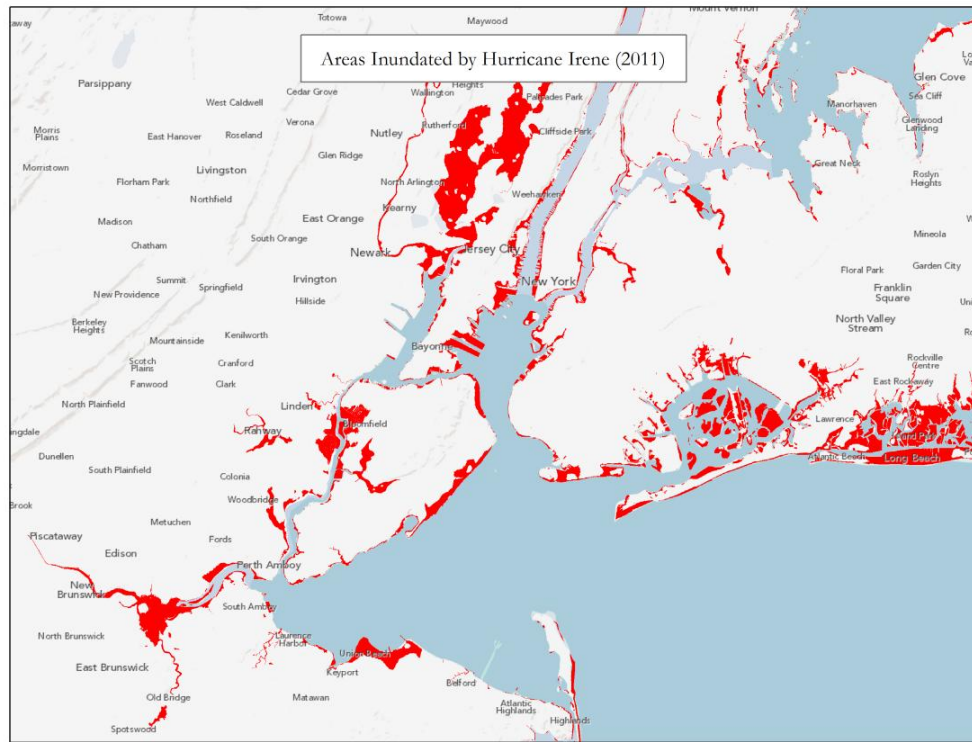 Areas Inundated by Hurricane Irene (2011)
Totowa
Maywood
Mount Vernon
Parsippany
Cedar Grove
Wallington
Heights
Palisades Park
Glen Cove
Sea Cliff
West Caldwell
Manorhaven
Glenwood
Landing
Morris
Plains
East Hanover
Roseland
Verona
Nutley
Rutherford
Cliffside Park
Morristown
Livingston
Glen Ridge
Great Neck
Roslyn
Heights
Florham Park
North Arlington
Northfield
Kearny
Weehawken
Madison
East Orange
Chatham
South Orange
Newark
Jersey City
Mineola
Summit
Springfield
Irvington
New York
Floral Park
Garden City
New Providence
Hillside
Franklin
Square
Berkeley
Heights
Mountainside
Kenilworth
Bayonne
North Valley
Stream
Scotch
Plains
Cranford
Rockville
Centre
Fanwood
Clark
East Rockaway
North Plainfield
Linden
Lawrence
Rahway
Bloomfield
Island Park
Dunellen
Atlantic Beach
Long Beach
South Plainfield
Colonia
Woodbridge
Brook
Metuchen
Piscataway
Fords
Edison
Perth Amboy
New
Brunswick
South Amboy
North Brunswick
Laurence
Harbor
Union Beach
East Brunswick
Keyport
Belford
Old Bridge
Matawan
Atlantic
Highlands
Highlands
Spotswood